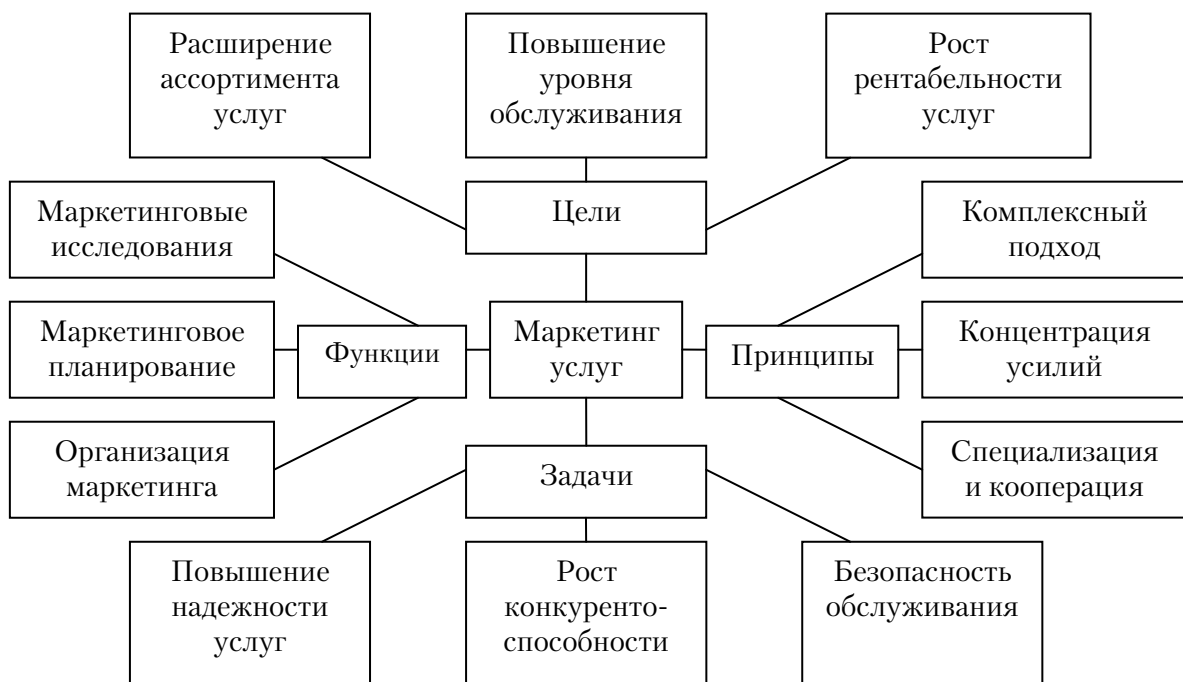 Расширение
ассортимента
услуг
Повышение
уровня
обслуживания
Рост
рентабельности
услуг
Маркетинговые
исследования
Цели
Комплексный
подход
Маркетинговое
планирование
Функции
Маркетинг
услуг
Принципы
Концентрация
усилий
Организация
маркетинга
Задачи
Специализация
и кооперация
Повышение
надежности
услуг
Рост
конкуренто-
способности
Безопасность
обслуживания